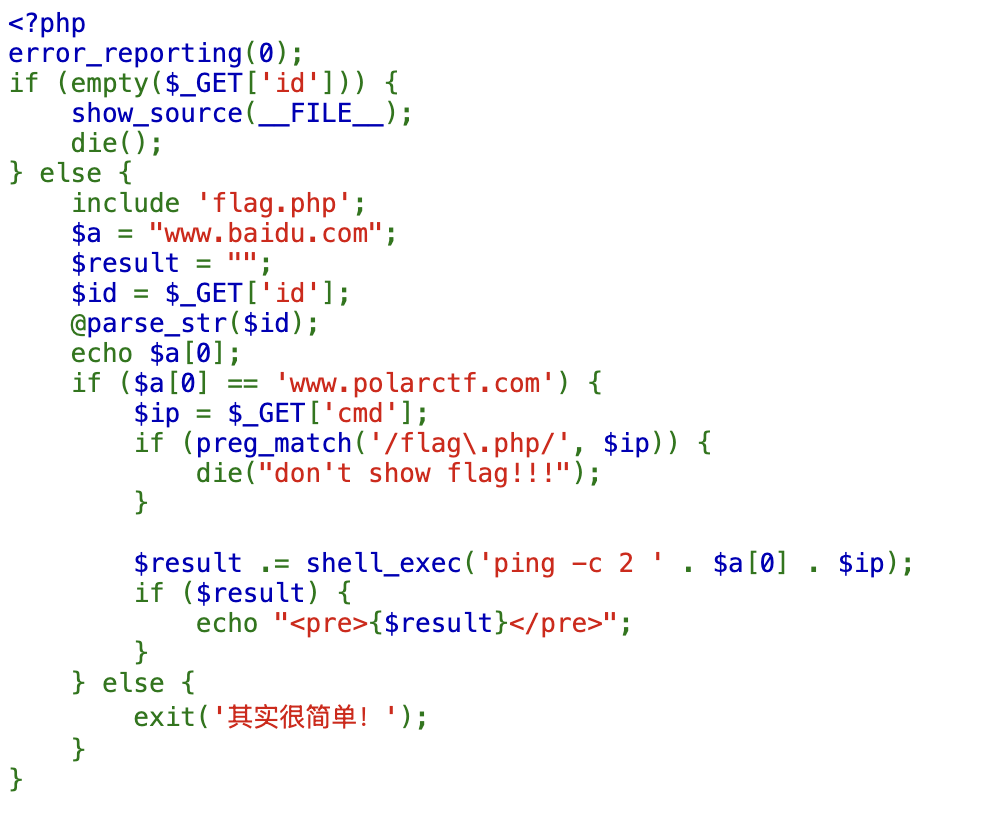 <?php
error_reporting(0);
if (empty($_GET['id'])) {
    show_source(__FILE__);
    die();
} else {
    include 'flag.php';
    $a = "www.baidu.com";
    $result = "";
    $id = $_GET['id'];
    @parse_str($id);
    echo $a[0];
    if ($a[0] == 'www.polarctf.com') {
        $ip = $_GET['cmd'];
        if (preg_match('/flag\.php/', $ip)) {
            die("don't show flag!!!");
        }

        $result .= shell_exec('ping -c 2 ' . $a[0] . $ip);
        if ($result) {
            echo "<pre>{$result}</pre>";
        }
    } else {
        exit('其实很简单！');
    }
}